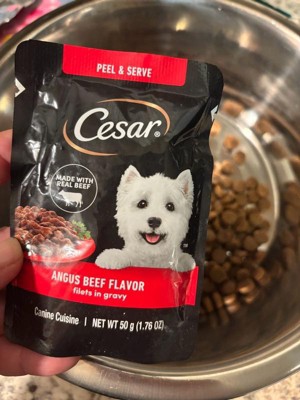 PEEL & SERVE
Cesar®
MADE WITH
REAL BEEF
ANGUS BEEF FLAVOR
filets in gravy
Canine Cuisine | NET WT 50 g (1.76 OZ)